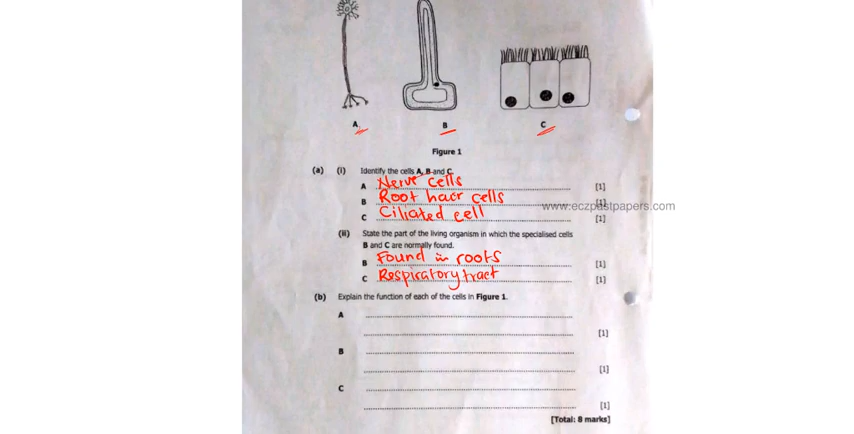 A.
B
C
Figure 1
(a) (i) Identify the cells A, B and C.
A Nerve cells [1]
B Root hair cells [1]
www.eczpastpapers.com
C Ciliated cell [1]
(ii) State the part of the living organism in which the specialised cells
B and C are normally found.
B Found in roots [1]
C Respiratory tract [1]
(b) Explain the function of each of the cells in Figure 1.
A
[1]
B
[1]
C
[1]
[Total: 8 marks]